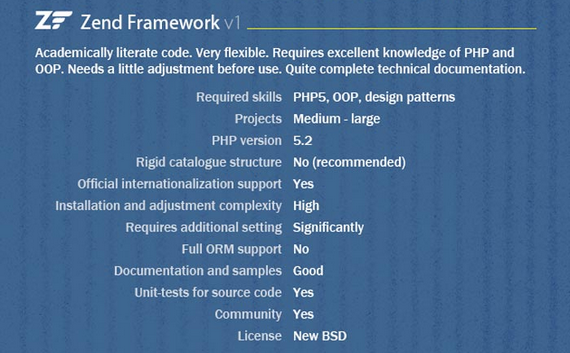 ZF Zend Framework v1
Academically literate code. Very flexible. Requires excellent knowledge of PHP and
OOP. Needs a little adjustment before use. Quite complete technical documentation.
Required skills PHP5, OOP, design patterns
Projects Medium - large
PHP version 5.2
Rigid catalogue structure No (recommended)
Official internationalization support Yes
Installation and adjustment complexity High
Requires additional setting Significantly
Full ORM support No
Documentation and samples Good
Unit-tests for source code Yes
Community Yes
License New BSD